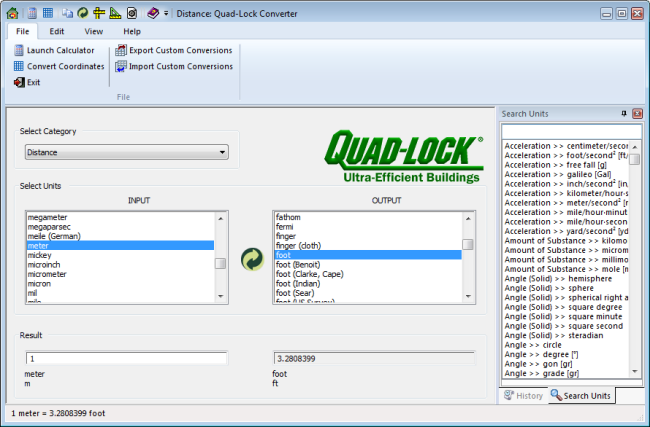 Distance: Quad-Lock Converter
File Edit View Help
Launch Calculator
Convert Coordinates
Exit
Export Custom Conversions
Import Custom Conversions
File
Select Category
Distance
QUAD-LOCK®
Ultra-Efficient Buildings
Select Units
INPUT
megameter
megaparsec
meile (German)
meter
mickey
microinch
micrometer
micron
mil
mile
OUTPUT
fathom
fermi
finger
finger (cloth)
foot
foot (Benoit)
foot (Clarke, Cape)
foot (Indian)
foot (Sear)
foot (US Survey)
Result
1
meter
m
3.2808399
foot
ft
Search Units
Acceleration >> centimeter/secon
Acceleration >> foot/second² [ft/
Acceleration >> free fall [g]
Acceleration >> galileo [Gal]
Acceleration >> inch/second² [in,
Acceleration >> kilometer/hour-s
Acceleration >> meter/second² [r
Acceleration >> mile/hour-minut
Acceleration >> mile/hour-secon
Acceleration >> yard/second² [yd
Amount of Substance >> kilomo
Amount of Substance >> microm
Amount of Substance >> millimo
Amount of Substance >> mole [m
Angle (Solid) >> hemisphere
Angle (Solid) >> sphere
Angle (Solid) >> spherical right a
Angle (Solid) >> square degree
Angle (Solid) >> square minute
Angle (Solid) >> square second
Angle (Solid) >> steradian
Angle >> circle
Angle >> degree [°]
Angle >> gon [gr]
Angle >> grade [gr]
History Search Units
1 meter = 3.2808399 foot